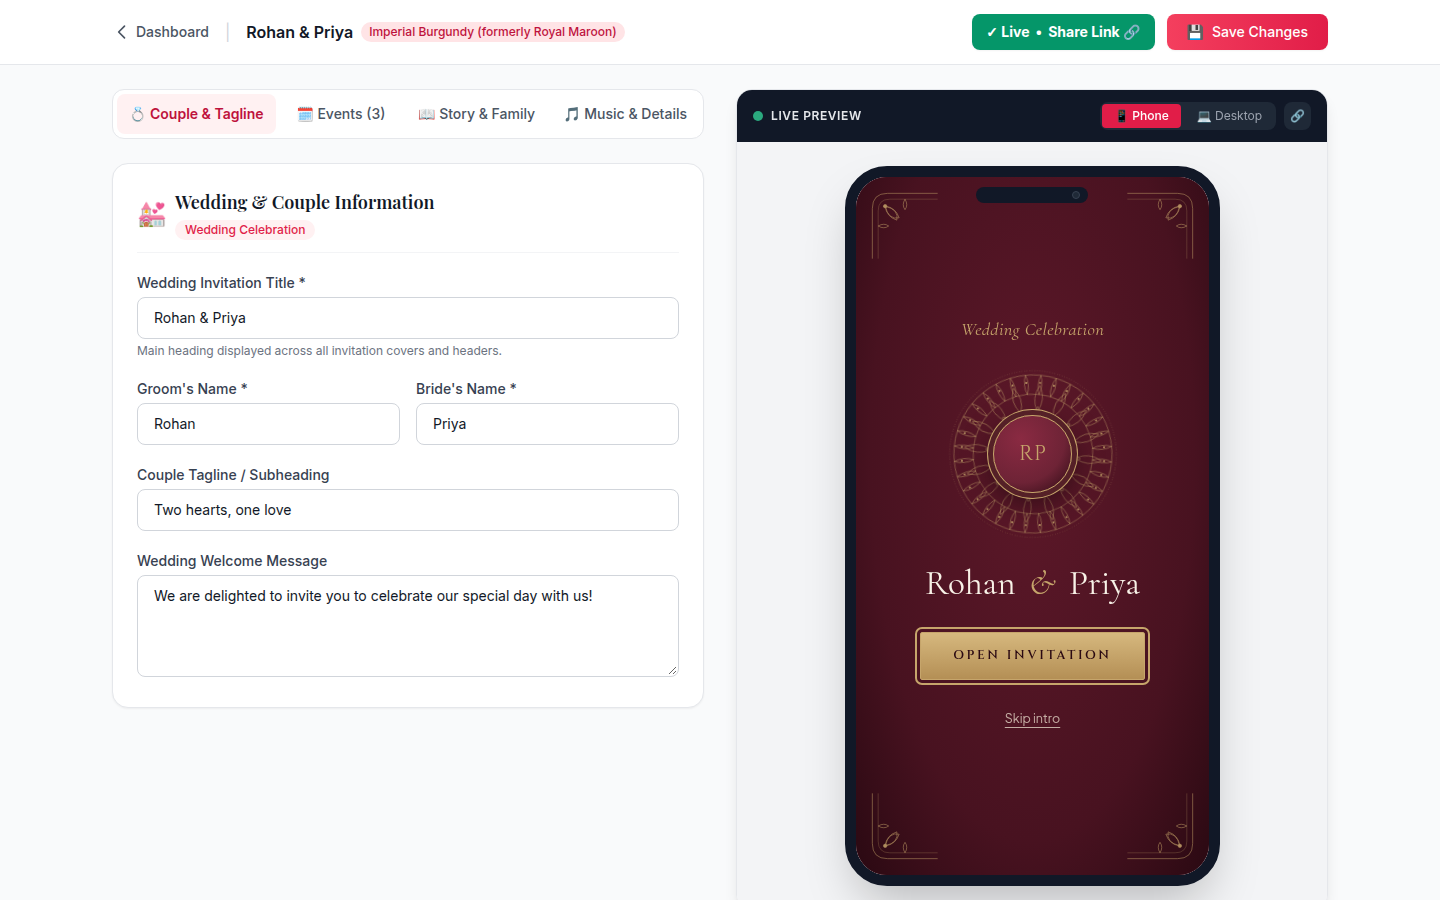 Dashboard
Rohan & Priya
Imperial Burgundy (formerly Royal Maroon)
✓ Live • Share Link 🔗
💾 Save Changes
💍 Couple & Tagline
🗓️ Events (3)
📖 Story & Family
🎵 Music & Details
💒 Wedding & Couple Information
Wedding Celebration
Wedding Invitation Title *
Rohan & Priya
Main heading displayed across all invitation covers and headers.
Groom's Name *
Bride's Name *
Rohan
Priya
Couple Tagline / Subheading
Two hearts, one love
Wedding Welcome Message
We are delighted to invite you to celebrate our special day with us!
LIVE PREVIEW
📱 Phone
💻 Desktop
🔗
Wedding Celebration
RP
Rohan & Priya
OPEN INVITATION
Skip intro